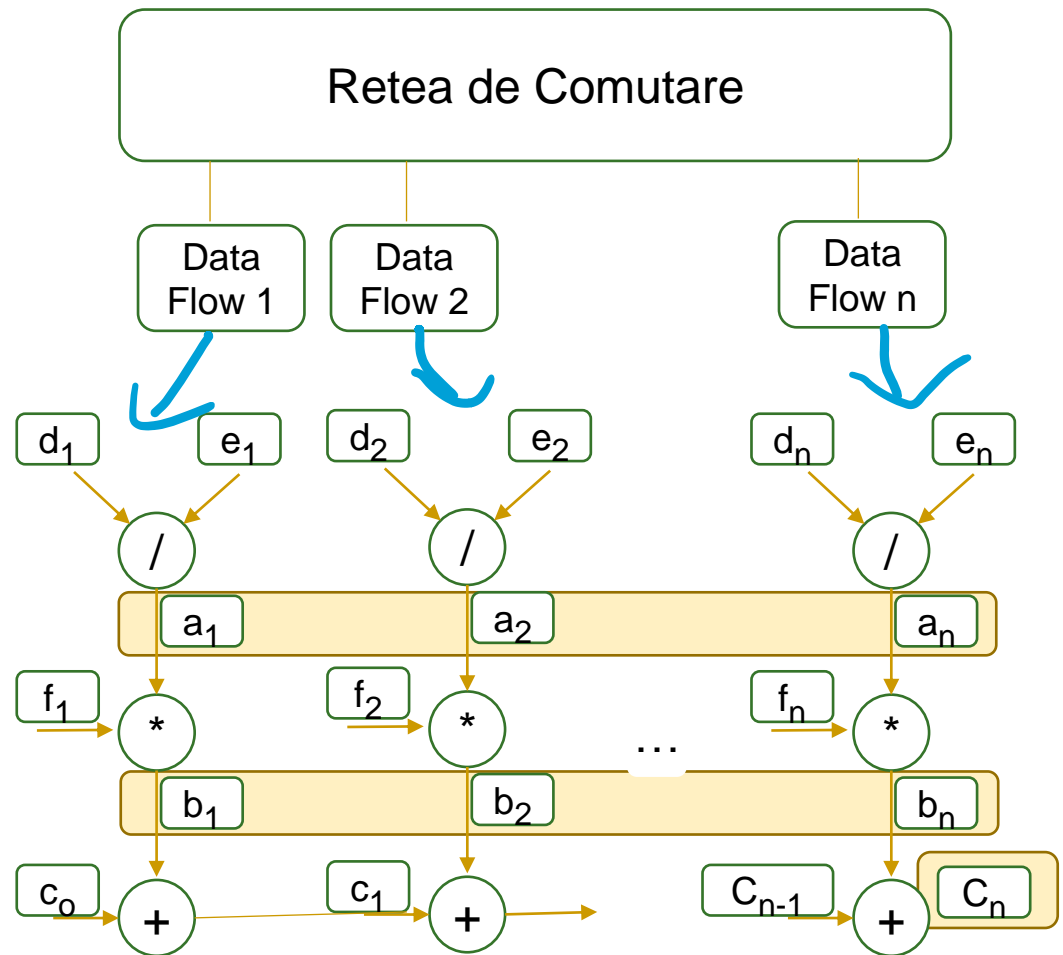 Retea de Comutare
Data
Flow 1
Data
Flow 2
Data
Flow n
d₁ e₁ d₂ e₂ dₙ eₙ
/ / /
a₁ a₂ aₙ
f₁ * f₂ * ... fₙ *
b₁ b₂ bₙ
cₒ + c₁ + Cₙ₋₁ + Cₙ